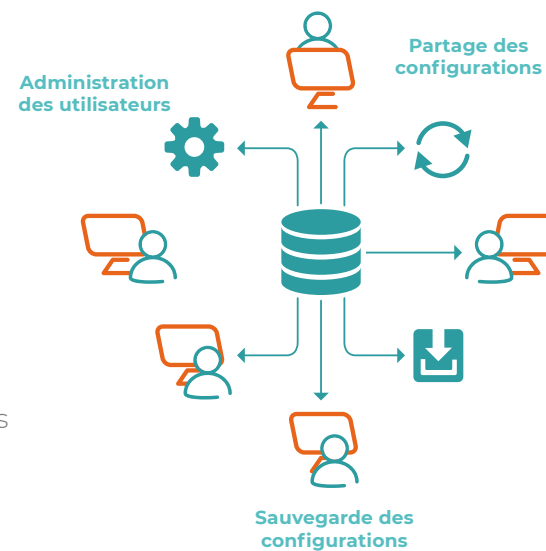 Partage des
configurations
Administration
des utilisateurs
s
Sauvegarde des
configurations